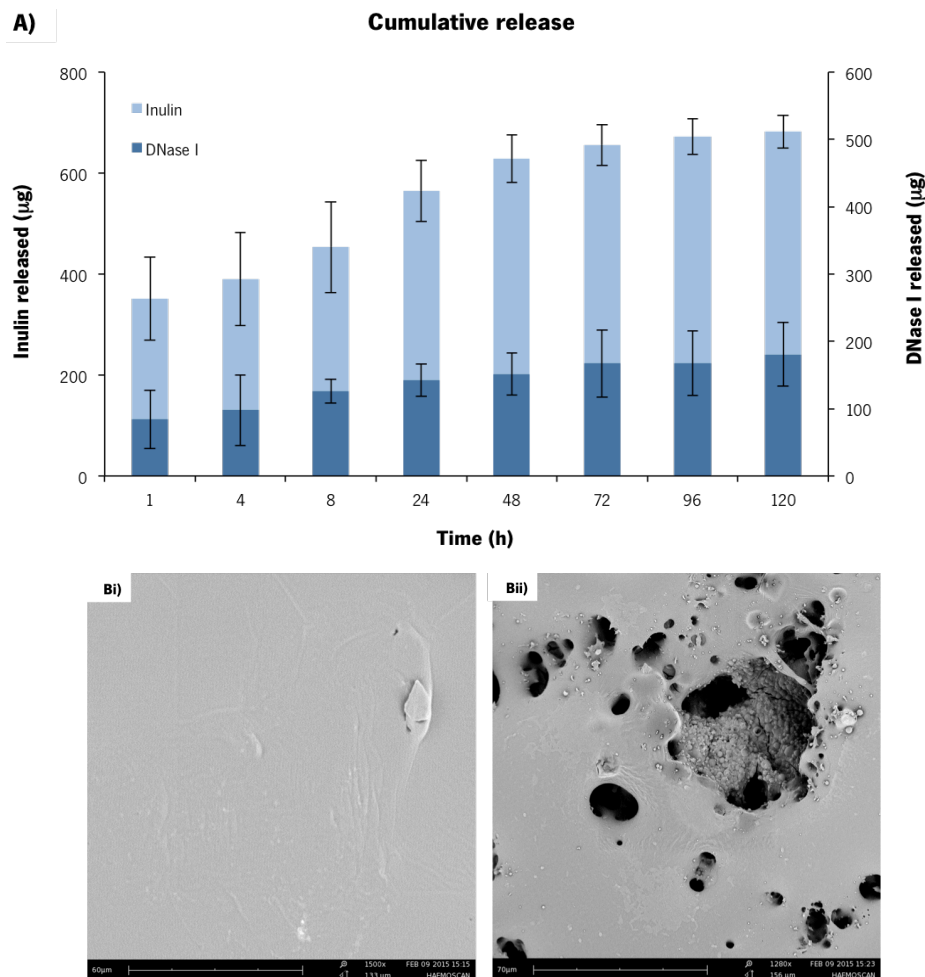 A)
Cumulative release
800
600
400
200
0
Inulin released (µg)
Inulin
DNase I
600
500
400
300
200
100
0
DNase I released (µg)
1 4 8 24 48 72 96 120
Time (h)
Bi)
60µm
1500x FEB 09 2015 15:15
133 µm HAEMOSCAN
Bii)
70µm
1280x FEB 09 2015 15:23
156 µm HAEMOSCAN